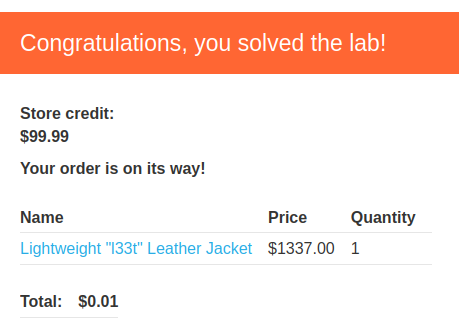 Congratulations, you solved the lab!
Store credit:
$99.99
Your order is on its way!
Name Price Quantity
Lightweight "l33t" Leather Jacket $1337.00 1
Total: $0.01